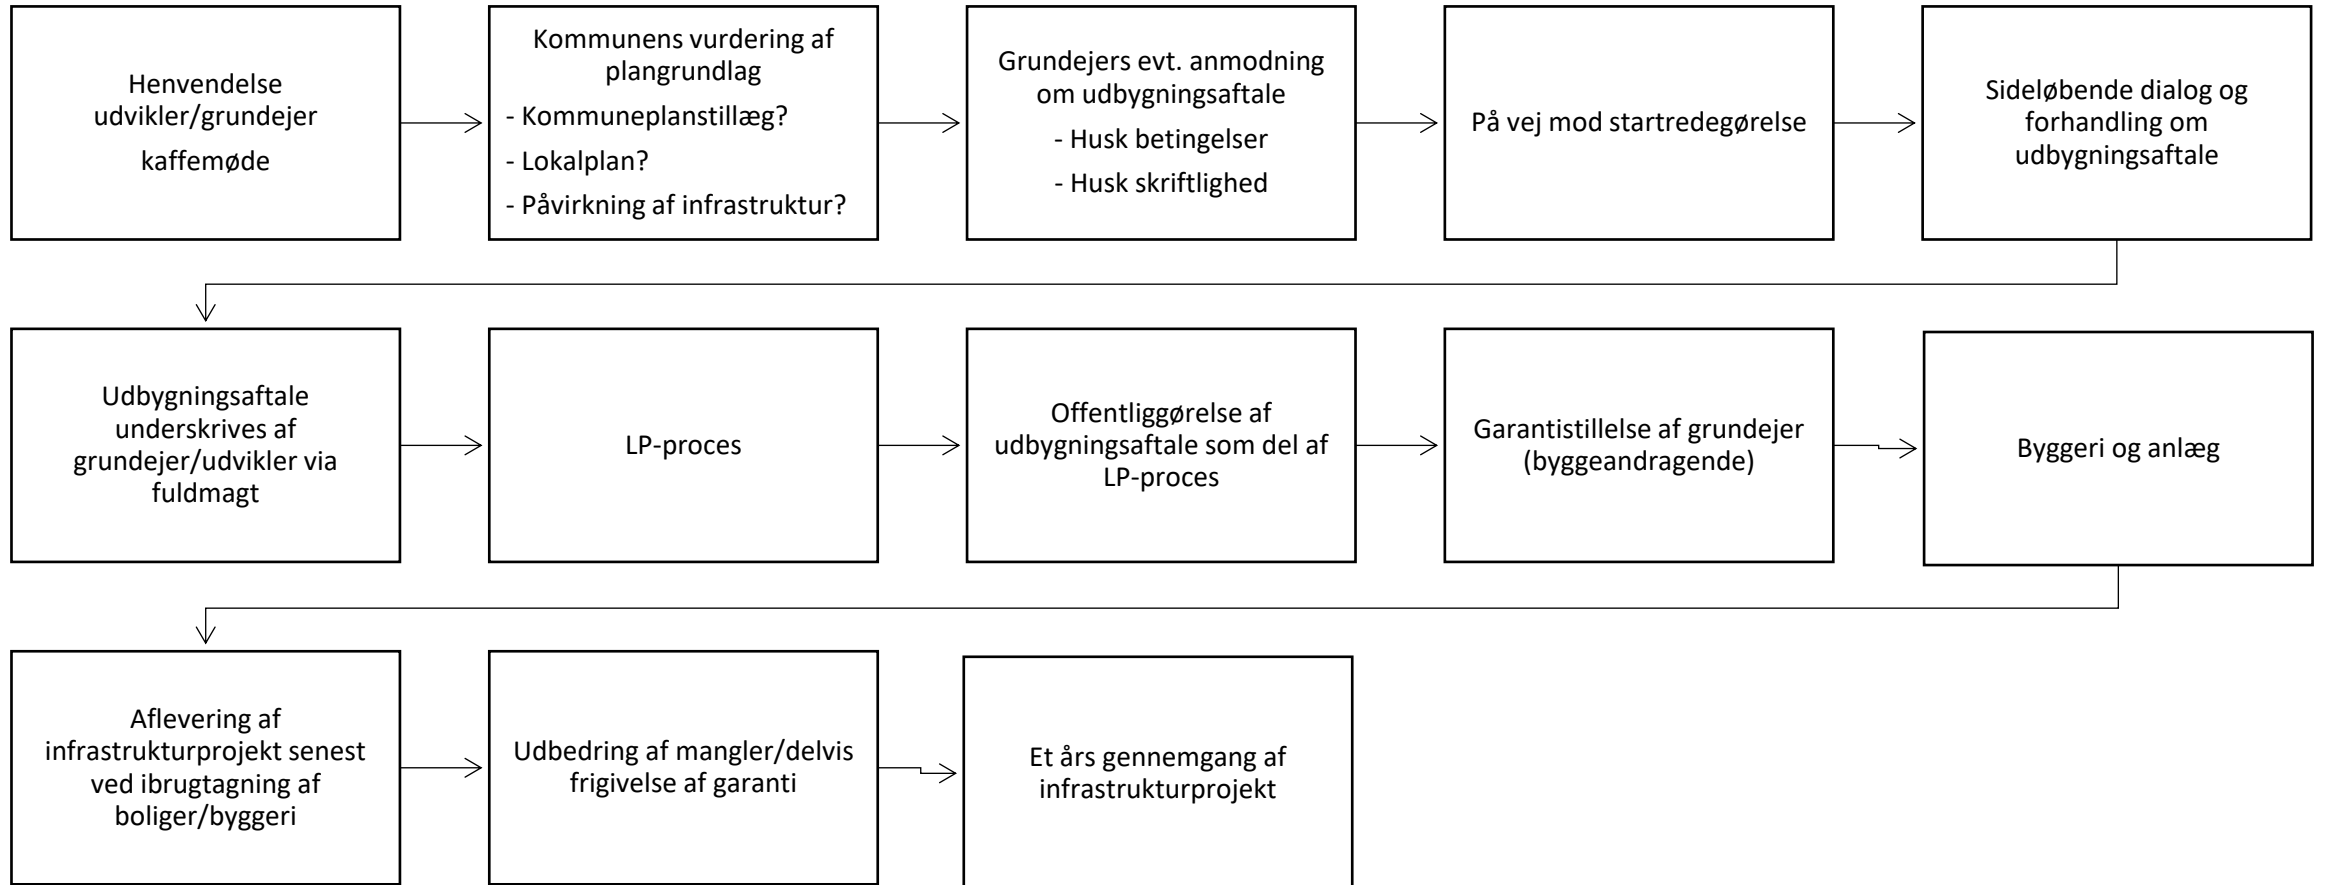 Henvendelse
udvikler/grundejer
kaffemøde
Kommunens vurdering af
plangrundlag
- Kommuneplanstillæg?
- Lokalplan?
- Påvirkning af infrastruktur?
Grundejers evt. anmodning
om udbygningsaftale
- Husk betingelser
- Husk skriftlighed
På vej mod startredegørelse
Sideløbende dialog og
forhandling om
udbygningsaftale
Udbygningsaftale
underskrives af
grundejer/udvikler via
fuldmagt
LP-proces
Offentliggørelse af
udbygningsaftale som del af
LP-proces
Garantistillelse af grundejer
(byggeandragende)
Byggeri og anlæg
Aflevering af
infrastrukturprojekt senest
ved ibrugtagning af
boliger/byggeri
Udbedring af mangler/delvis
frigivelse af garanti
Et års gennemgang af
infrastrukturprojekt